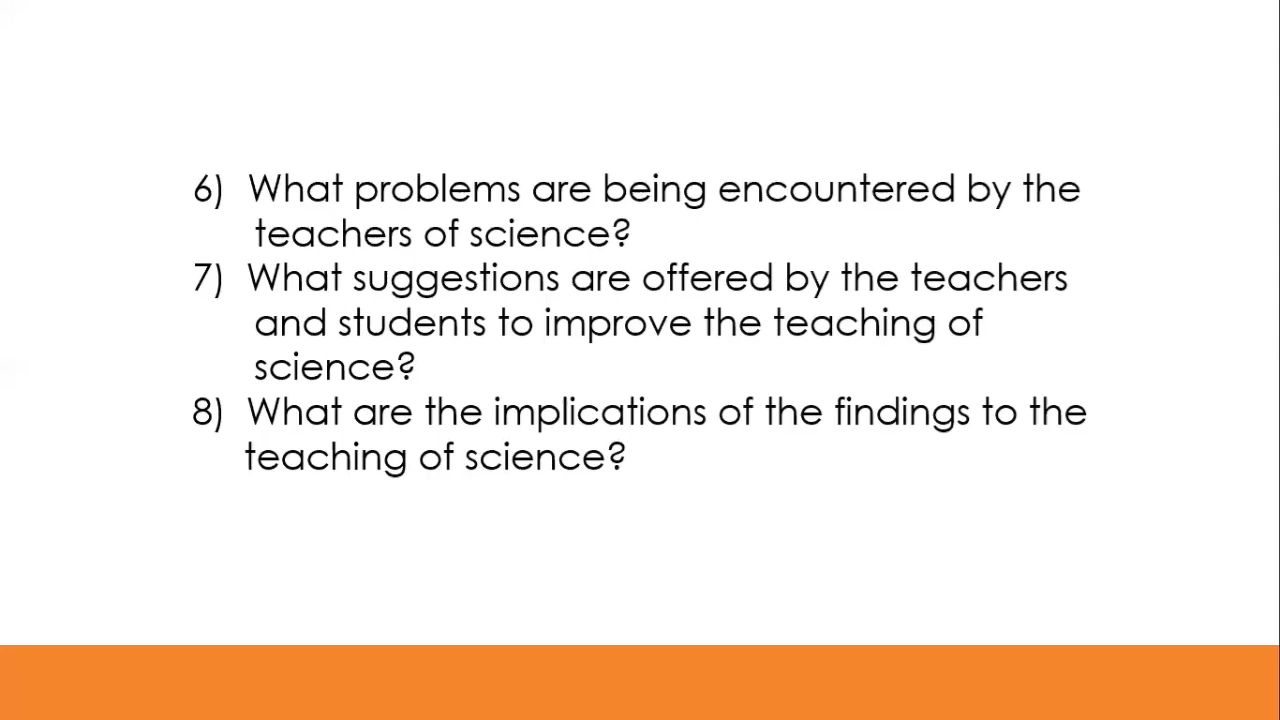 6) What problems are being encountered by the
teachers of science?
7) What suggestions are offered by the teachers
and students to improve the teaching of
science?
8) What are the implications of the findings to the
teaching of science?